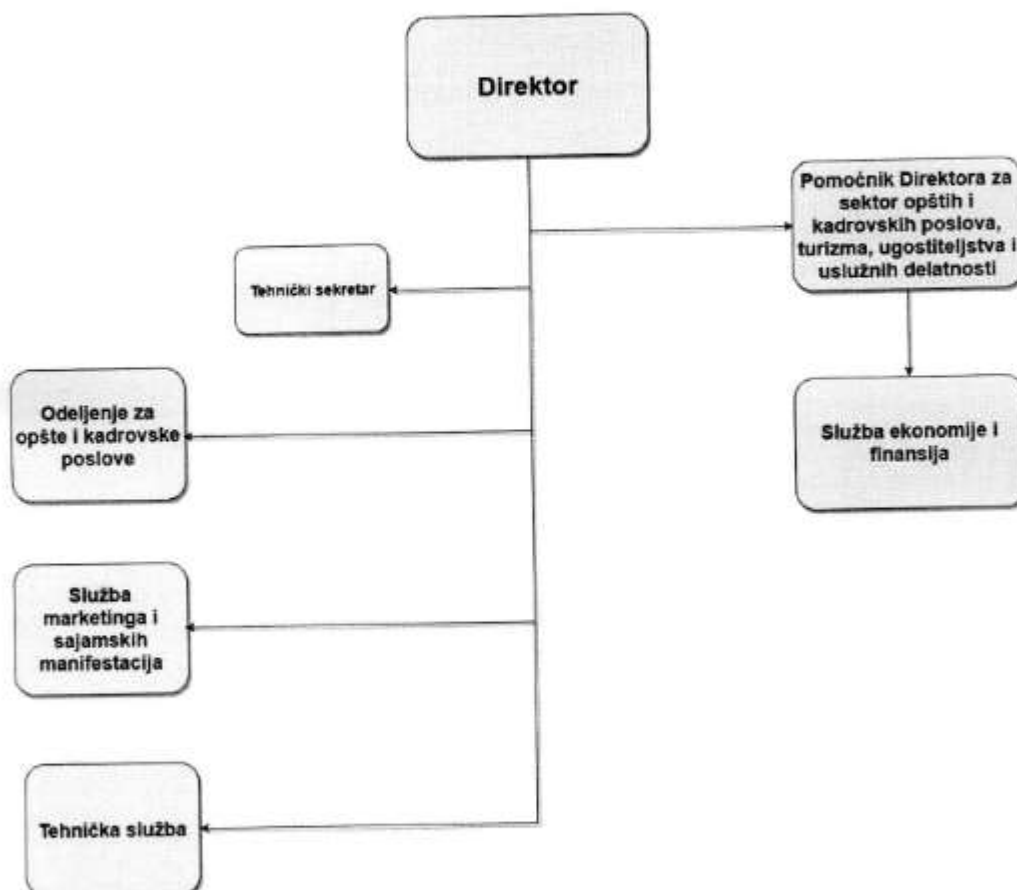 Direktor
Pomoćnik Direktora za
sektor opštih i
kadrovskih poslova,
turizma, ugostiteljstva i
uslužnih delatnosti
Tehnički sekretar
Odeljenje za
opšte i kadrovske
poslove
Služba ekonomije i
finansija
Služba
marketinga i
sajamskih
manifestacija
Tehnička služba